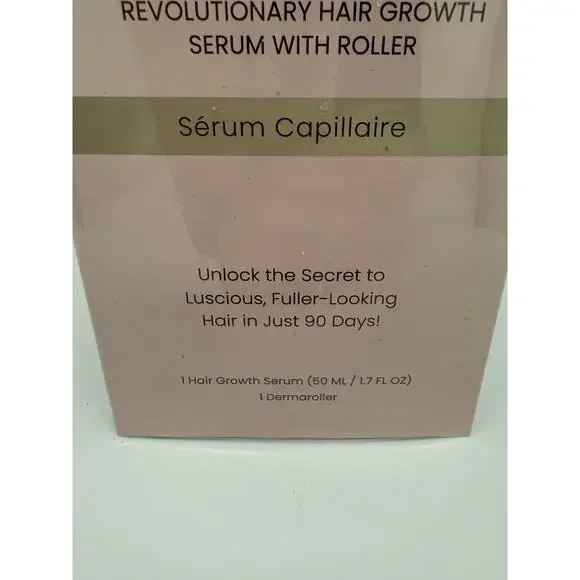 REVOLUTIONARY HAIR GROWTH
SERUM WITH ROLLER
Sérum Capillaire
Unlock the Secret to
Luscious, Fuller-Looking
Hair in Just 90 Days!
1 Hair Growth Serum (50 ML / 1.7 FL OZ)
1 Dermaroller